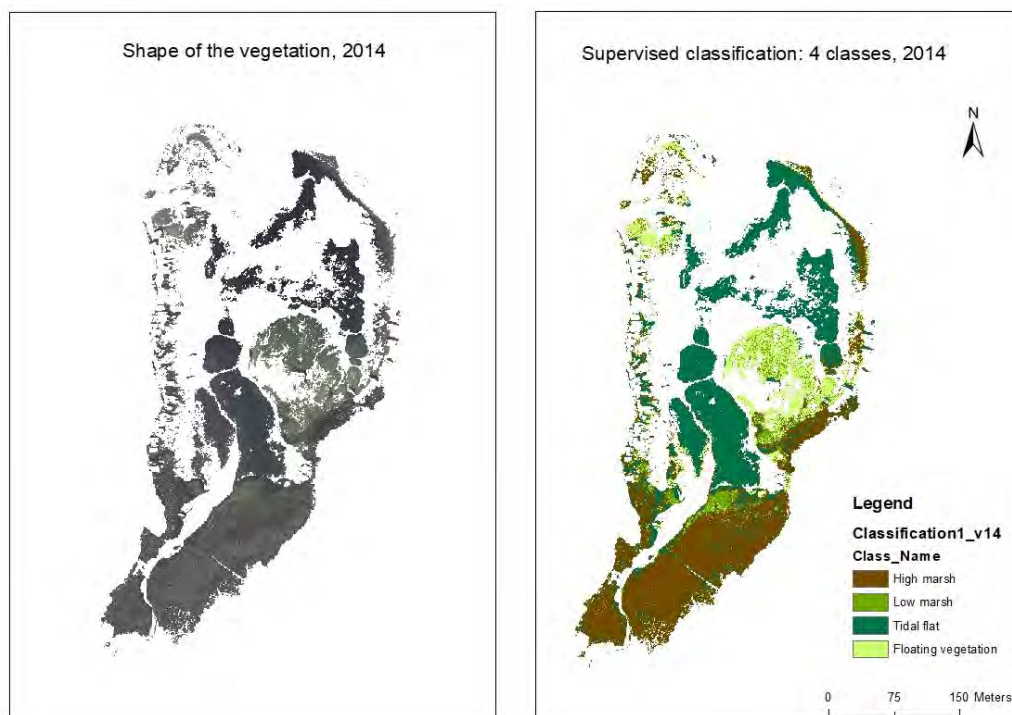 Shape of the vegetation, 2014
Supervised classification: 4 classes, 2014
N
Legend
Classification1_v14
Class_Name
High marsh
Low marsh
Tidal flat
Floating vegetation
0 75 150 Meters